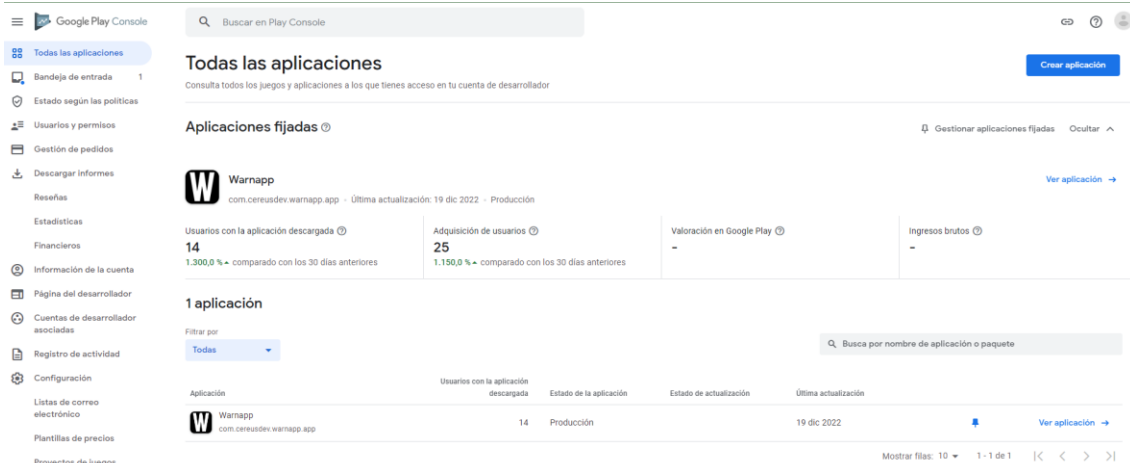 Google Play Console
Buscar en Play Console
Todas las aplicaciones
Bandeja de entrada 1
Estado según las políticas
Usuarios y permisos
Gestión de pedidos
Descargar informes
Reseñas
Estadísticas
Financieros
Información de la cuenta
Página del desarrollador
Cuentas de desarrollador
asociadas
Registro de actividad
Configuración
Listas de correo
electrónico
Plantillas de precios
Proyectos de juegos
Todas las aplicaciones
Crear aplicación
Consulta todos los juegos y aplicaciones a los que tienes acceso en tu cuenta de desarrollador
Aplicaciones fijadas
Gestionar aplicaciones fijadas Ocultar
W
Warnapp
Ver aplicación →
com.cereusdev.warnapp.app - Última actualización: 19 dic 2022 - Producción
Usuarios con la aplicación descargada
14
1.300,0 % comparado con los 30 días anteriores
Adquisición de usuarios
25
1.150,0 % comparado con los 30 días anteriores
Valoración en Google Play
-
Ingresos brutos
-
1 aplicación
Filtrar por
Todas
Busca por nombre de aplicación o paquete
Aplicación
Usuarios con la aplicación
descargada
Estado de la aplicación
Estado de actualización
Última actualización
W
Warnapp
com.cereusdev.warnapp.app
14
Producción
19 dic 2022
Ver aplicación →
Mostrar filas: 10 1 - 1 de 1